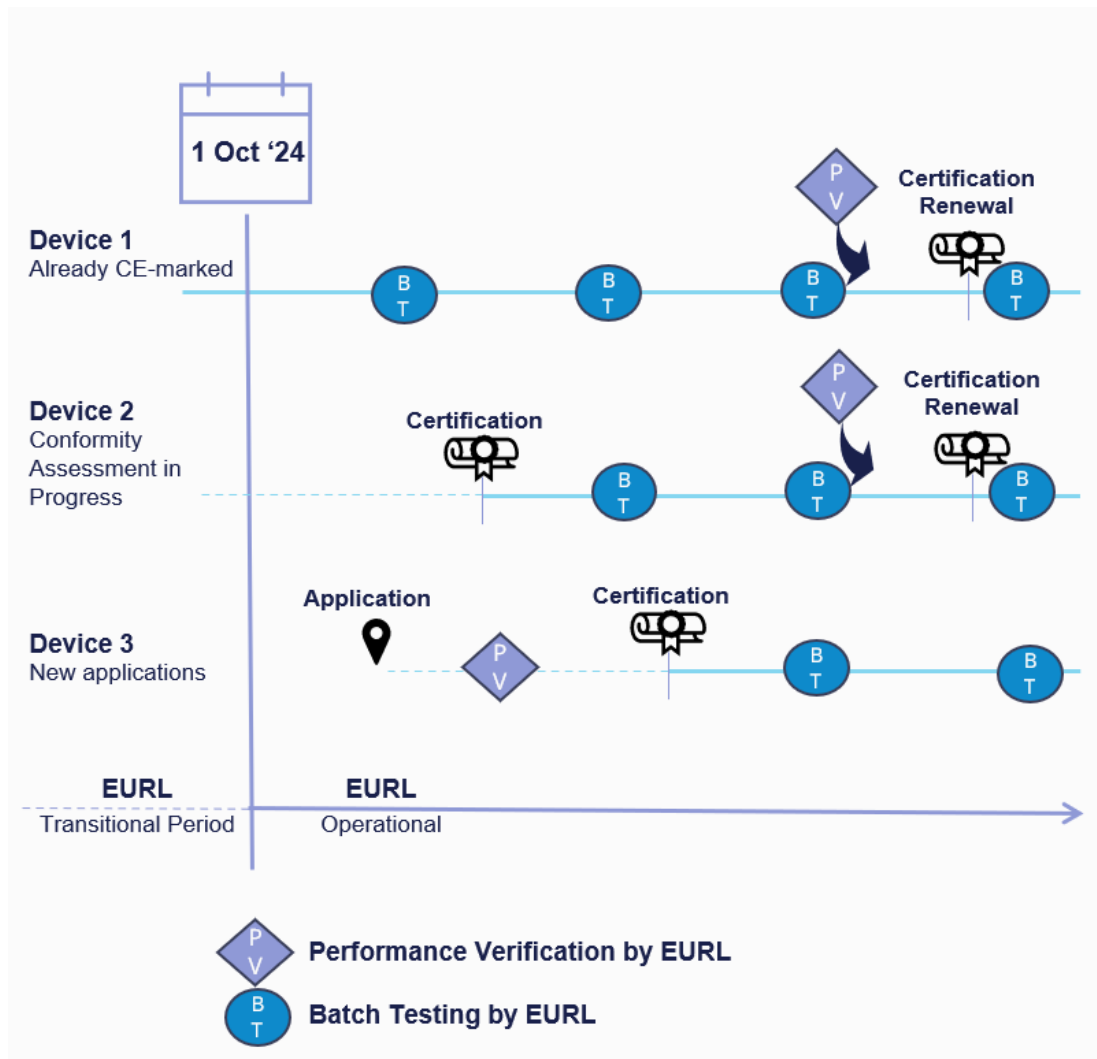 1 Oct ‘24
P
V
Certification
Renewal
Device 1
Already CE-marked
B
T
B
T
B
T
B
T
P
V
Certification
Renewal
Device 2
Conformity
Assessment in
Progress
Certification
B
T
B
T
B
T
Application
Certification
Device 3
New applications
P
V
B
T
B
T
EURL
Transitional Period
EURL
Operational
P
V
Performance Verification by EURL
B
T
Batch Testing by EURL